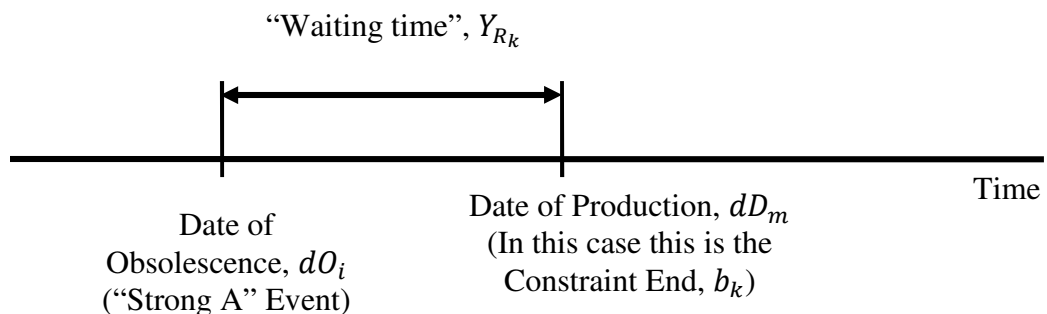 “Waiting time”, $Y_{R_k}$
Time
Date of
Obsolescence, $dO_i$
(“Strong A” Event)
Date of Production, $dD_m$
(In this case this is the
Constraint End, $b_k$)